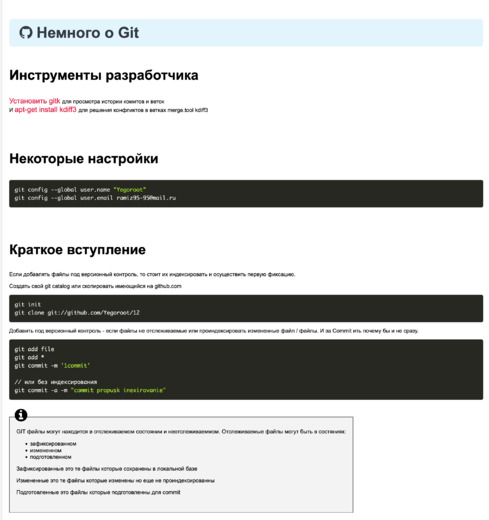 Немного о Git
Инструменты разработчика
Установить gitk для просмотра истории комитов и веток
И apt-get install kdiff3 для решения конфликтов в ветках merge.tool kdiff3
Некоторые настройки
git config --global user.name "Yegoroot"
git config --global user.email ramiz95-95@mail.ru
Краткое вступление
Если добавлять файлы под версионный контроль, то стоит их индексировать и осуществить первую фиксацию.
Создать свой git catalog или скопировать имеющийся на github.com
git init
git clone git://github.com/Yegoroot/12
Добавить под версионный контроль - если файлы не отслеживаемые или проиндексировать измененные файл / файлы. И за Commit ить почему бы и не сразу.
git add file
git add *
git commit -m '1commit'
// или без индексирования
git commit -a -m "commit propusk inexirovanie"
GIT файлы могут находится в отслеживаемом состоянии и неотслеживаемом. Отслеживаемые файлы могут быть в состяниях:
зафиксированном
измененном
подготовленном
Зафиксированные это те файлы которые сохранены в локальной базе
Измененные это те файлы которые изменены но еще не проиндексированны
Подготовленные это файлы которые подготовленны для commit